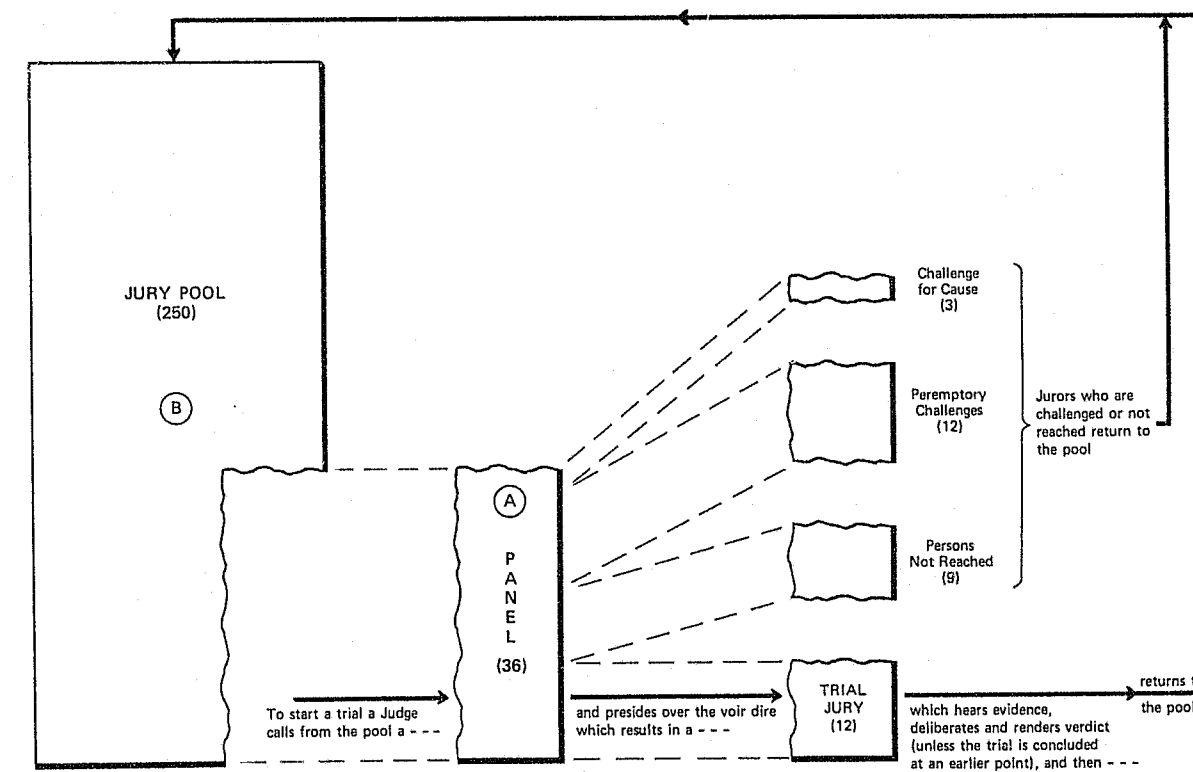 JURY POOL
(250)
B
A
P
A
N
E
L
(36)
To start a trial a Judge
calls from the pool a - - -
and presides over the voir dire
which results in a - - -
Challenge
for Cause
(3)
Peremptory
Challenges
(12)
Persons
Not Reached
(9)
Jurors who are
challenged or not
reached return to
the pool
TRIAL
JURY
(12)
which hears evidence,
deliberates and renders verdict
(unless the trial is concluded
at an earlier point), and then - - -
returns
the pool